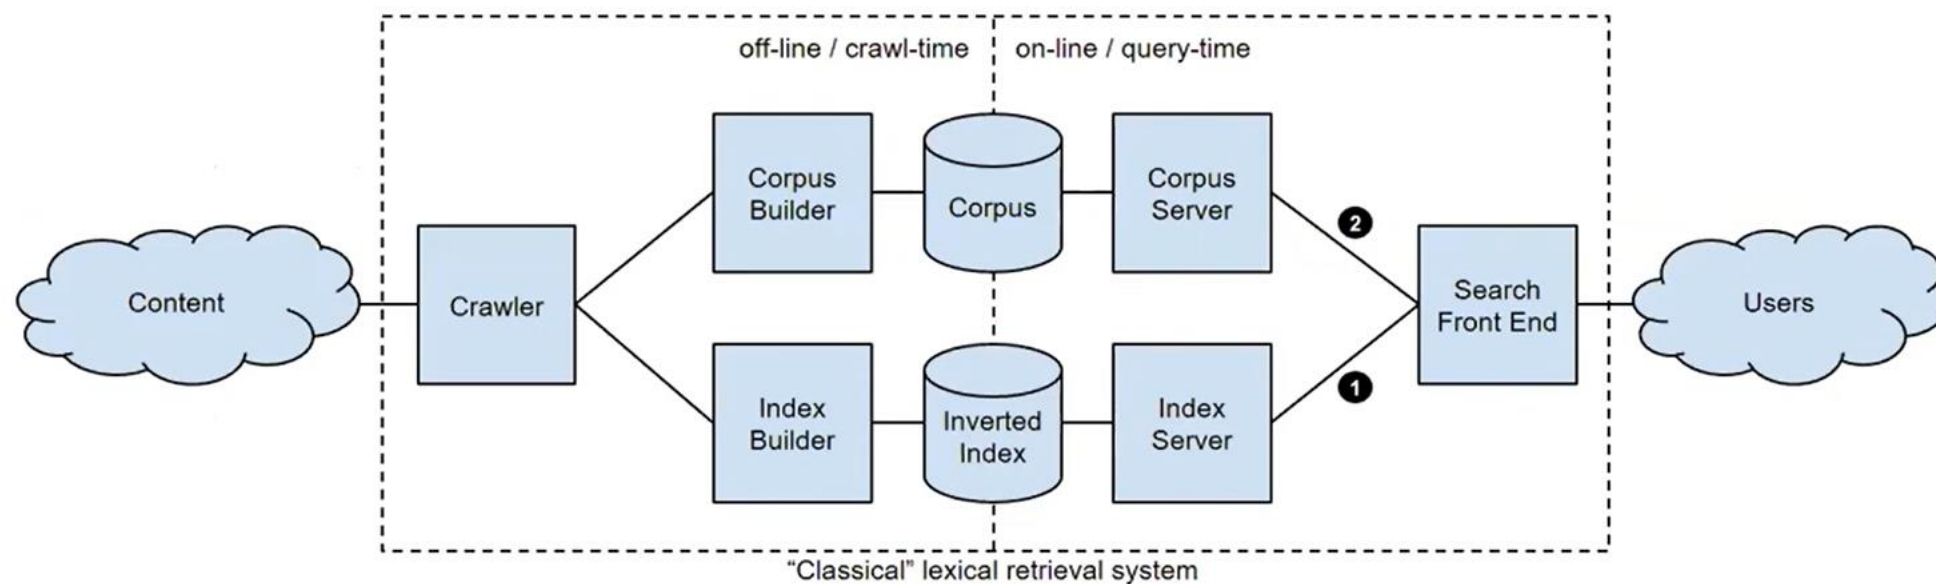 off-line / crawl-time
on-line / query-time
Corpus
Builder
Corpus
Corpus
Server
2
Content
Crawler
Search
Front End
Users
1
Index
Builder
Inverted
Index
Index
Server
“Classical” lexical retrieval system